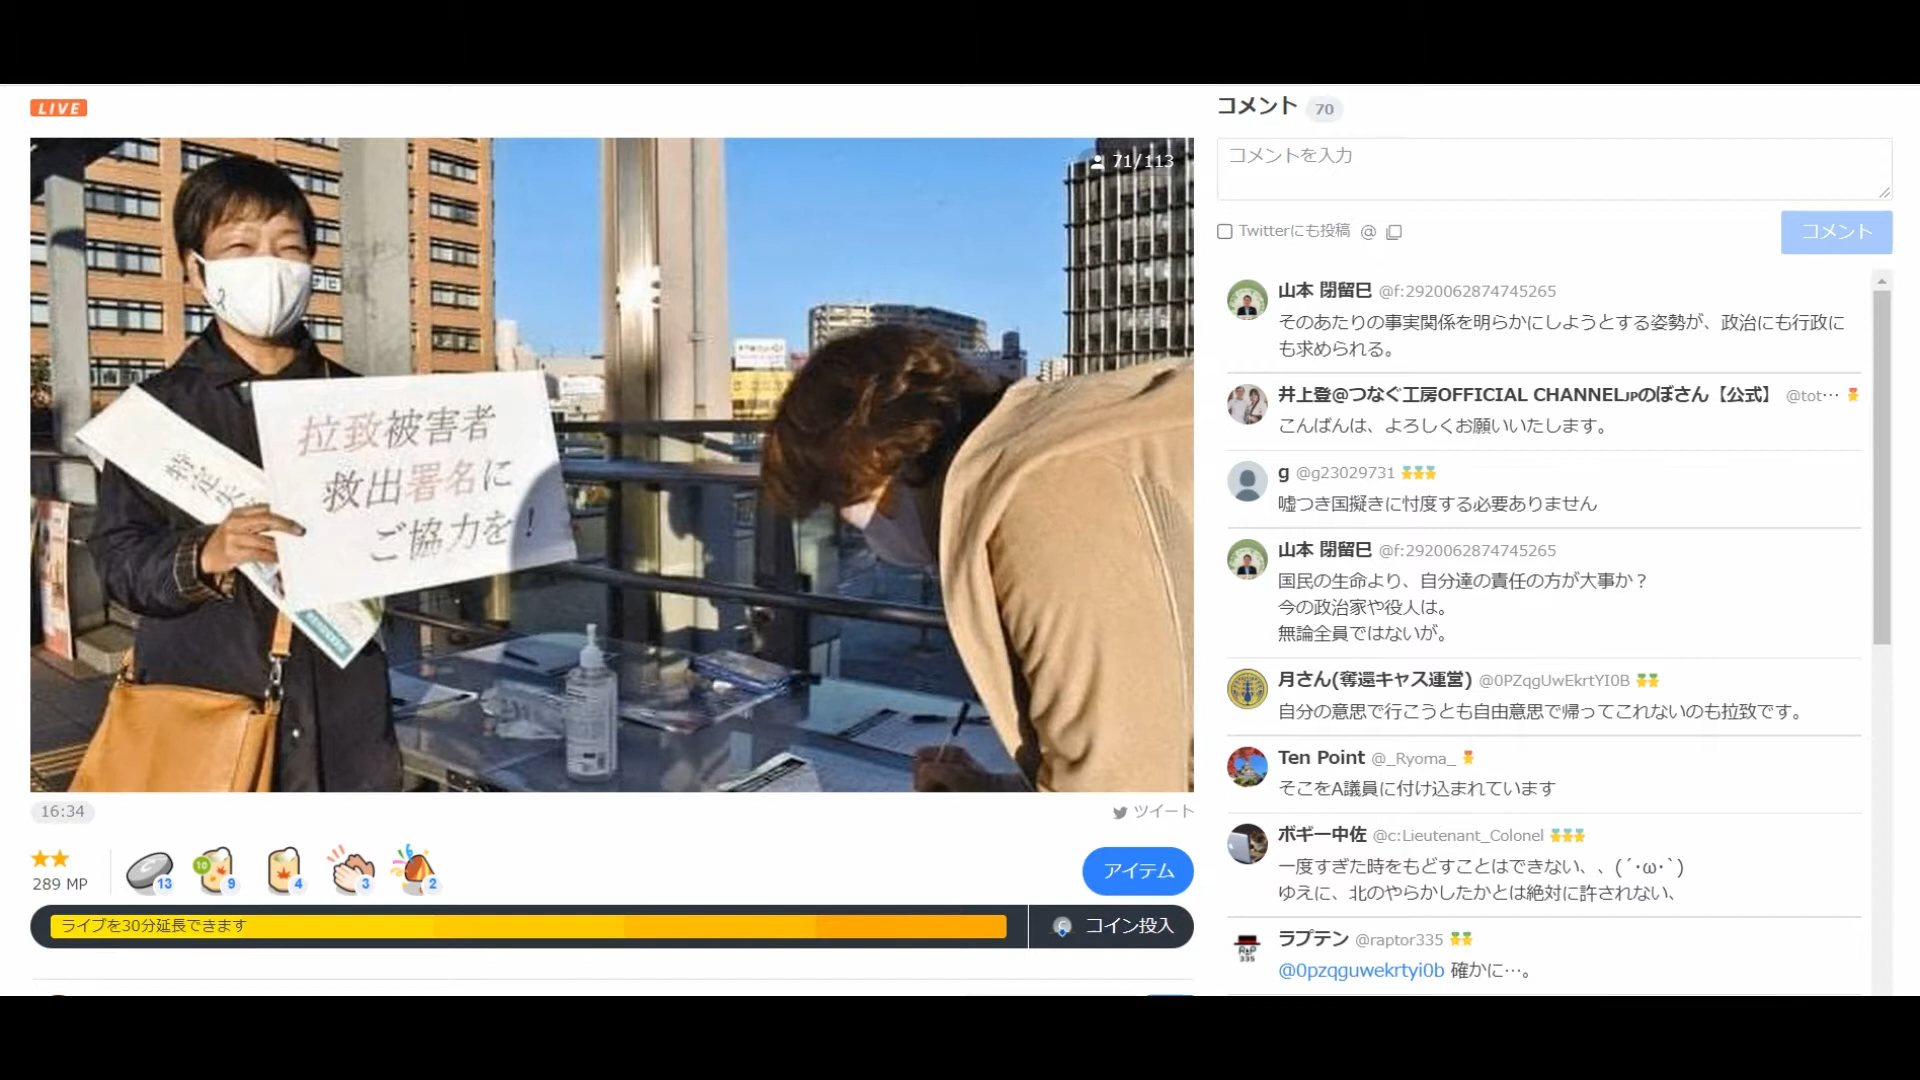 LIVE
71/113
拉致被害者
救出署名に
ご協力を!
16:34
ツイート
289 MP
13
10
9
4
3
6
2
アイテム
ライブを30分延長できます
コイン投入
コメント 70
コメントを入力
Twitterにも投稿 @
コメント
山本 閉留巳 @f:2920062874745265
そのあたりの事実関係を明らかにしようとする姿勢が、政治にも行政に
も求められる。
井上登@つなぐ工房OFFICIAL CHANNELJPのぼさん【公式】 @tot…
こんばんは、よろしくお願いいたします。
g @g23029731
嘘つき国擬きに忖度する必要ありません
山本 閉留巳 @f:2920062874745265
国民の生命より、自分達の責任の方が大事か？
今の政治家や役人は。
無論全員ではないが。
月さん(奪還キャス運営) @0PZqgUwEkrtYI0B
自分の意思で行こうとも自由意思で帰ってこれないのも拉致です。
Ten Point @_Ryoma_
そこをA議員に付け込まれています
ボギー中佐 @c:Lieutenant_Colonel
一度すぎた時をもどすことはできない、、(´･ω･`)
ゆえに、北のやらかしたかとは絶対に許されない、
ラプテン @raptor335
@0pzqguwekrtyi0b 確かに…。